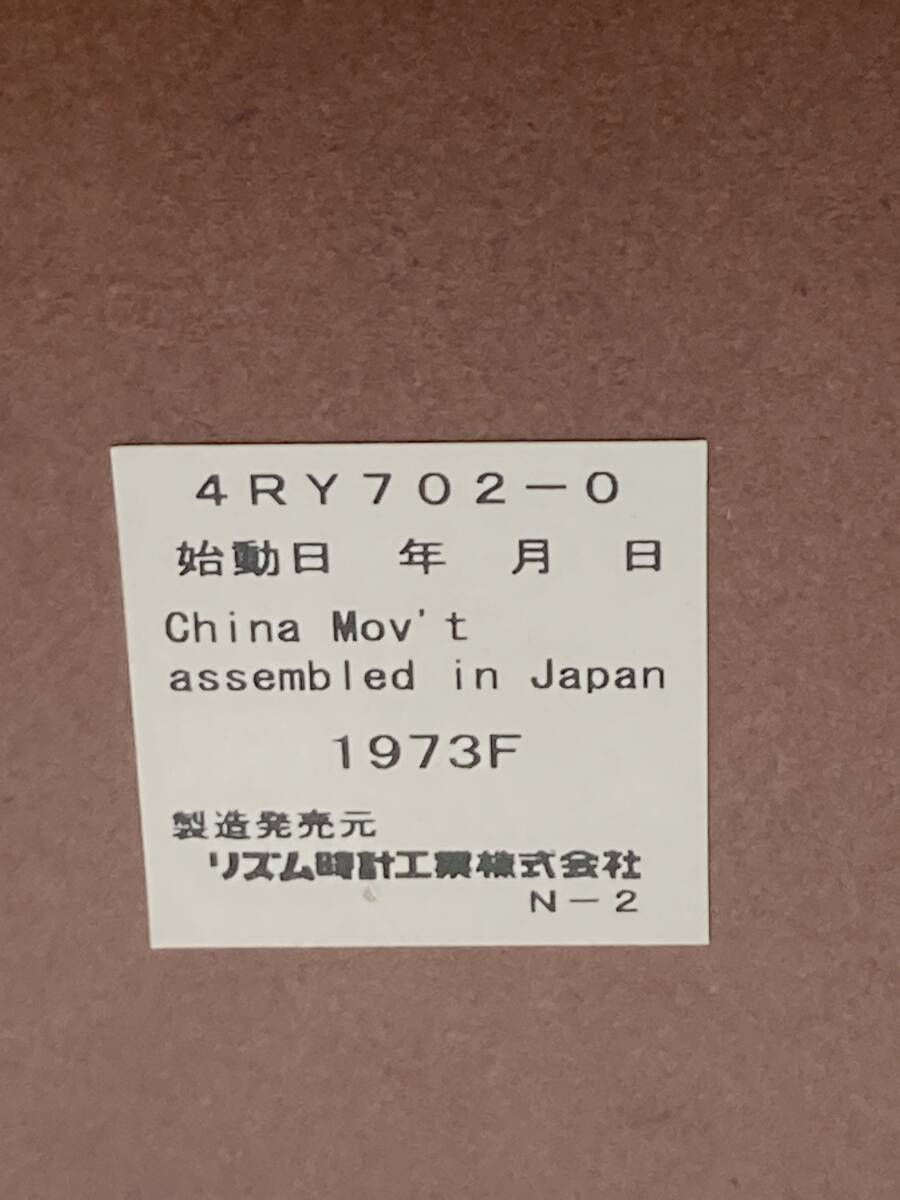 4RY702-0
始動日 年 月 日
China Mov't
assembled in Japan
1973F
製造発売元
リズム時計工業株式会社
N-2